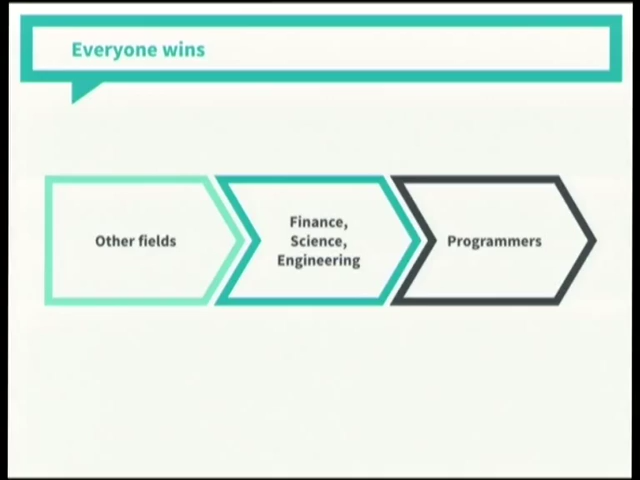 Everyone wins
Other fields
Finance,
Science,
Engineering
Programmers